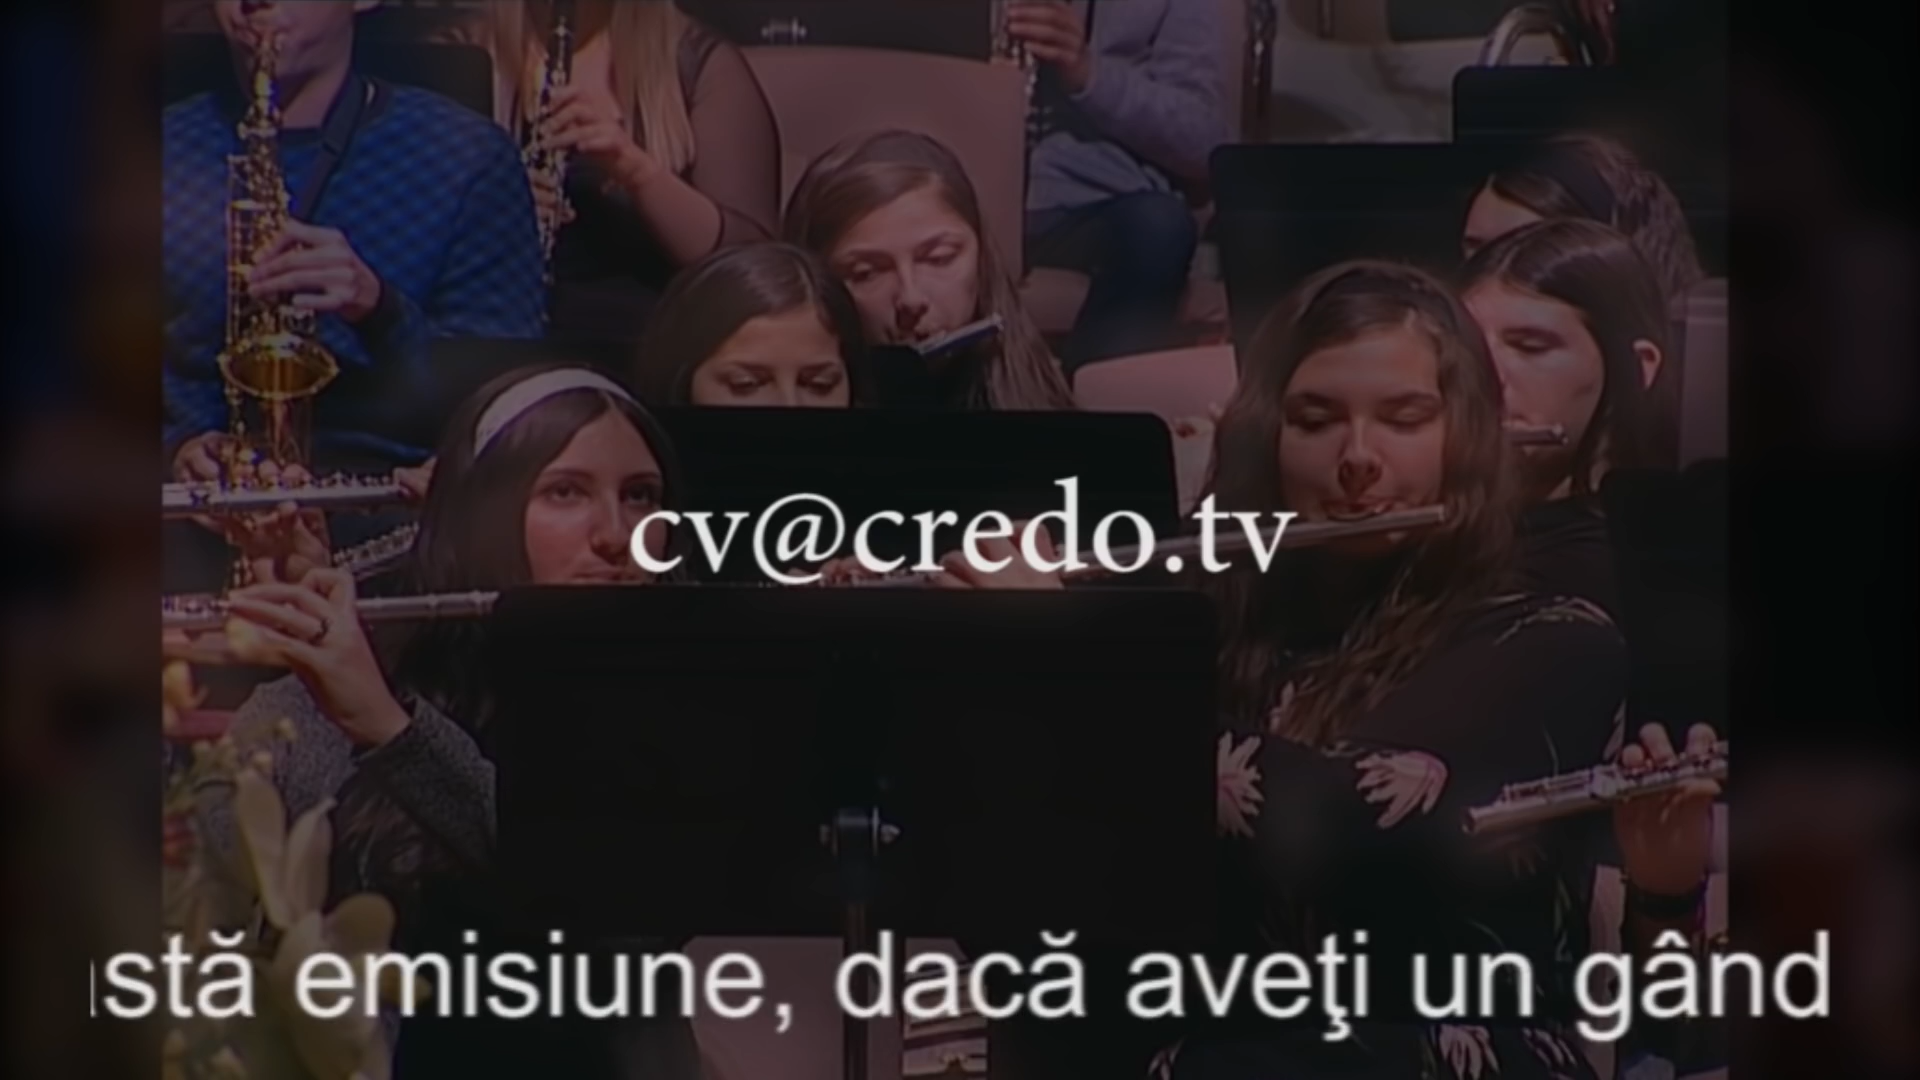 cv@credo.tv
stă emisiune, dacă aveţi un gând